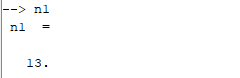 --> n1
n1  =
13.